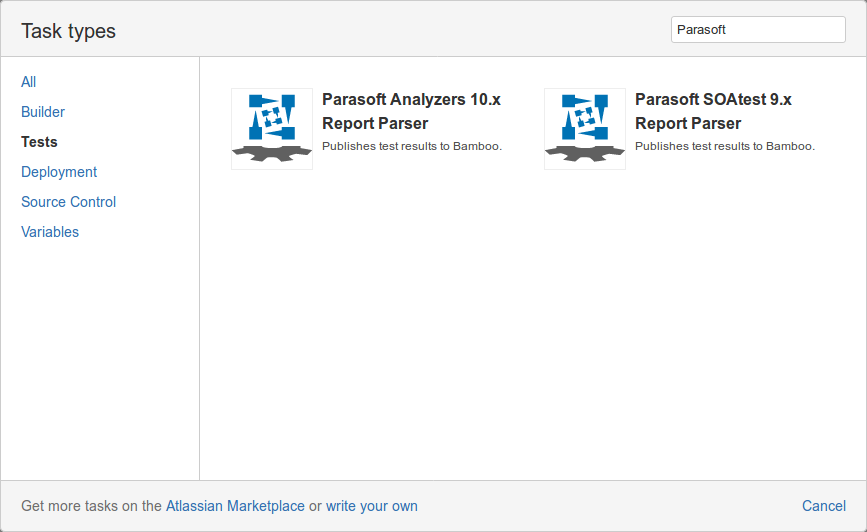 Task types
Parasoft
All
Builder
Tests
Deployment
Source Control
Variables
Parasoft Analyzers 10.x
Report Parser
Publishes test results to Bamboo.
Parasoft SOAtest 9.x
Report Parser
Publishes test results to Bamboo.
Get more tasks on the Atlassian Marketplace or write your own
Cancel